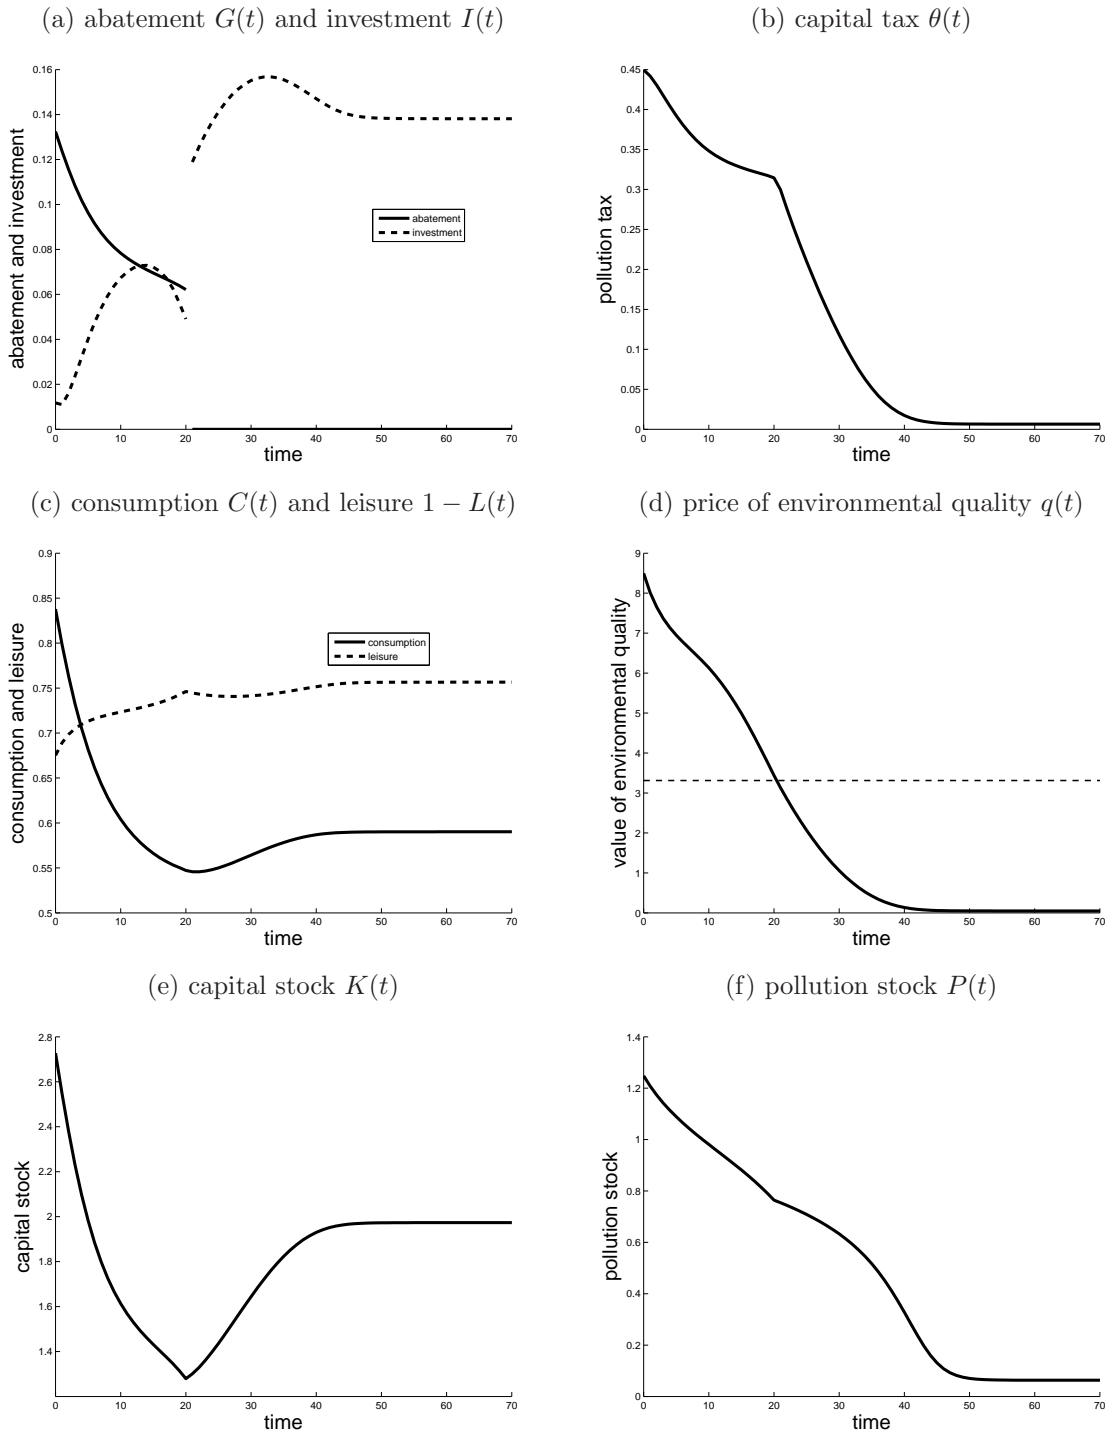 (a) abatement G(t) and investment I(t)
abatement and investment
0.16
0.14
0.12
0.1
0.08
0.06
0.04
0.02
0
abatement
investment
0 10 20 30 40 50 60 70
time
(b) capital tax θ(t)
pollution tax
0.45
0.4
0.35
0.3
0.25
0.2
0.15
0.1
0.05
0
0 10 20 30 40 50 60 70
time
(c) consumption C(t) and leisure 1 − L(t)
consumption and leisure
0.9
0.85
0.8
0.75
0.7
0.65
0.6
0.55
0.5
consumption
leisure
0 10 20 30 40 50 60 70
time
(d) price of environmental quality q(t)
value of environmental quality
9
8
7
6
5
4
3
2
1
0
0 10 20 30 40 50 60 70
time
(e) capital stock K(t)
capital stock
2.8
2.6
2.4
2.2
2
1.8
1.6
1.4
0 10 20 30 40 50 60 70
time
(f) pollution stock P(t)
pollution stock
1.4
1.2
1
0.8
0.6
0.4
0.2
0
0 10 20 30 40 50 60 70
time